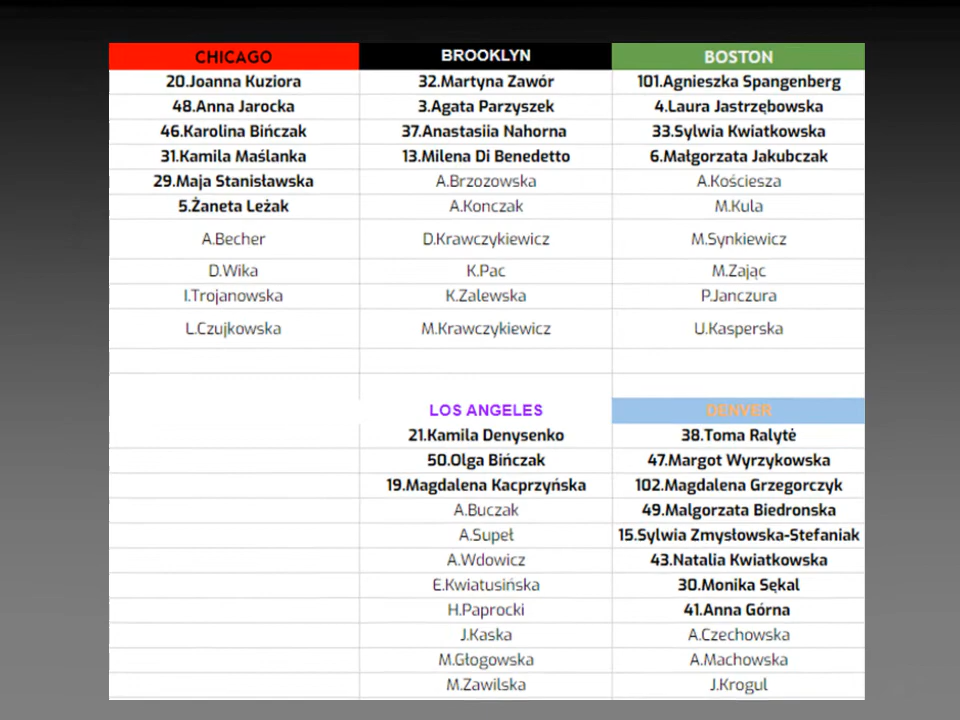 CHICAGO
20.Joanna Kuziora
48.Anna Jarocka
46.Karolina Bińczak
31.Kamila Maślanka
29.Maja Stanisławska
5.Żaneta Leżak
A.Becher
D.Wika
I.Trojanowska
L.Czujkowska
BROOKLYN
32.Martyna Zawór
3.Agata Parzyszek
37.Anastasiia Nahorna
13.Milena Di Benedetto
A.Brzozowska
A.Konczak
D.Krawczykiewicz
K.Pac
K.Zalewska
M.Krawczykiewicz
BOSTON
101.Agnieszka Spangenberg
4.Laura Jastrzębowska
33.Sylwia Kwiatkowska
6.Małgorzata Jakubczak
A.Kościesza
M.Kula
M.Synkiewicz
M.Zając
P.Janczura
U.Kasperska
LOS ANGELES
21.Kamila Denysenko
50.Olga Bińczak
19.Magdalena Kacprzyńska
A.Buczak
A.Supeł
A.Wdowicz
E.Kwiatusińska
H.Paprocki
J.Kaska
M.Głogowska
M.Zawilska
DENVER
38.Toma Ralytė
47.Margot Wyrzykowska
102.Magdalena Grzegorczyk
49.Malgorzata Biedronska
15.Sylwia Zmysłowska-Stefaniak
43.Natalia Kwiatkowska
30.Monika Sękal
41.Anna Górna
A.Czechowska
A.Machowska
J.Krogul